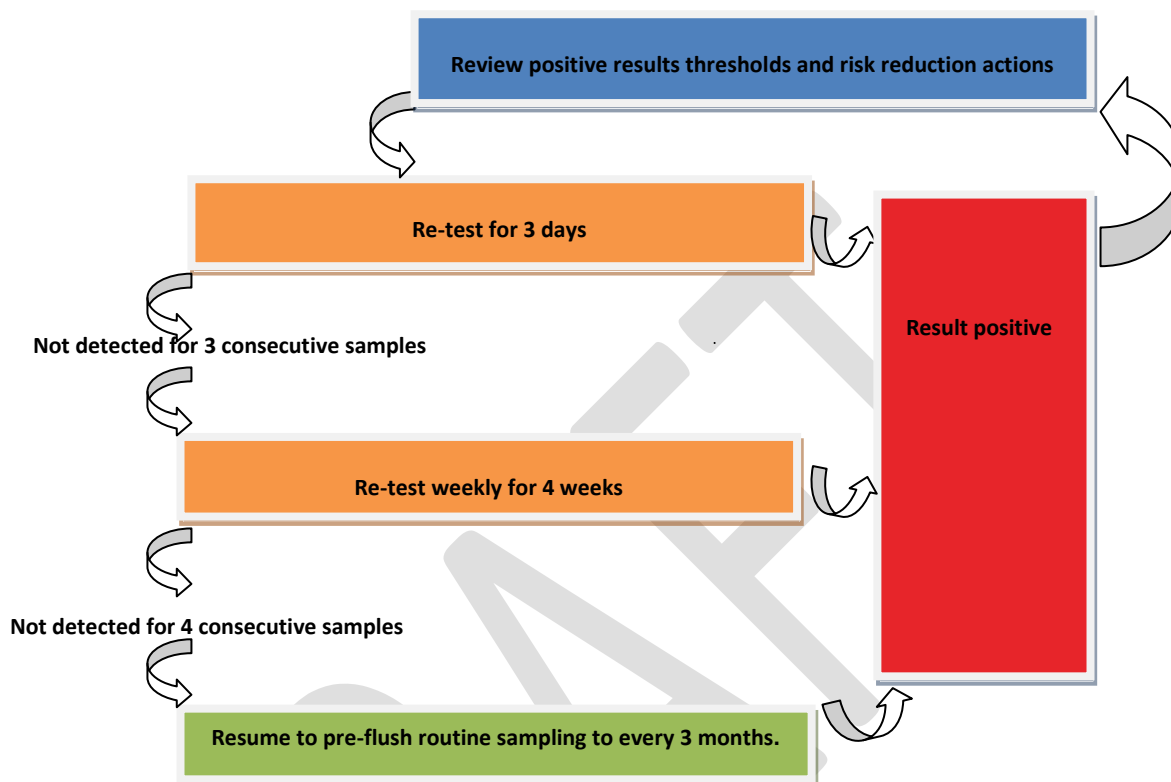 Review positive results thresholds and risk reduction actions
Re-test for 3 days
Result positive
Not detected for 3 consecutive samples
Re-test weekly for 4 weeks
Not detected for 4 consecutive samples
Resume to pre-flush routine sampling to every 3 months.
DRAFT